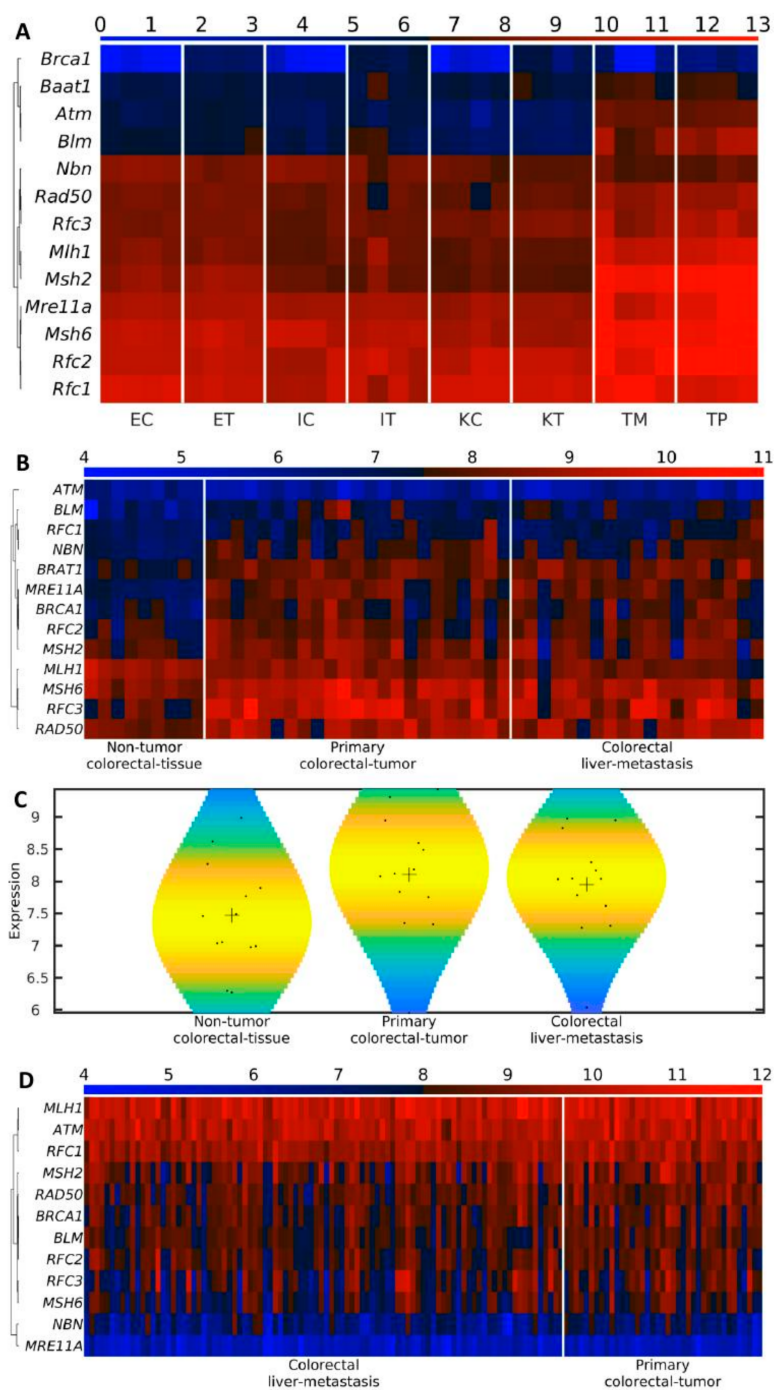 A
0 1 2 3 4 5 6 7 8 9 10 11 12 13
Brca1
Baat1
Atm
Blm
Nbn
Rad50
Rfc3
Mlh1
Msh2
Mre11a
Msh6
Rfc2
Rfc1
EC ET IC IT KC KT TM TP
B
4 5 6 7 8 9 10 11
ATM
BLM
RFC1
NBN
BRAT1
MRE11A
BRCA1
RFC2
MSH2
MLH1
MSH6
RFC3
RAD50
Non-tumor Primary Colorectal
colorectal-tissue colorectal-tumor liver-metastasis
C
Expression
9
8.5
8
7.5
7
6.5
6
Non-tumor Primary Colorectal
colorectal-tissue colorectal-tumor liver-metastasis
D
4 5 6 7 8 9 10 11 12
MLH1
ATM
RFC1
MSH2
RAD50
BRCA1
BLM
RFC2
RFC3
MSH6
NBN
MRE11A
Colorectal Primary
liver-metastasis colorectal-tumor